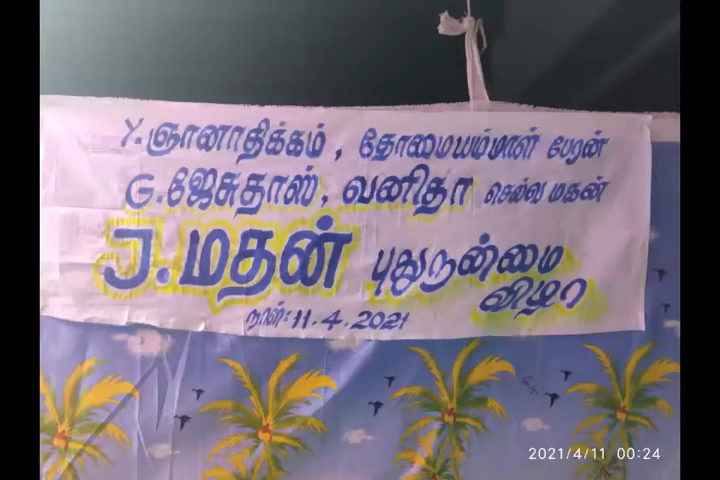 Y.ஞானாதிக்கம், தோமையம்மாள் பேரன்
G.ஜேசுதாஸ், வனிதா செல்வ மகன்
J.மதன் புதுநன்மை
விழா
நாள்:11.4.2021
2021/4/11 00:24